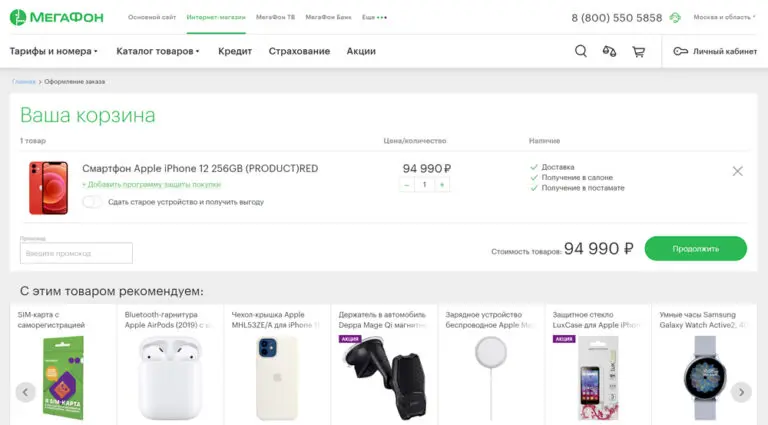 МЕГАФОН
Основной сайт Интернет-магазин МегаФон ТВ МегаФон Банк Еще
8 (800) 550 5858
Москва и область
Тарифы и номера Каталог товаров Кредит Страхование Акции
Личный кабинет
Главная > Оформление заказа
Ваша корзина
1 товар Цена/количество Наличие
Смартфон Apple iPhone 12 256GB (PRODUCT)RED
94 990 ₽
+ Добавить программу защиты покупки
– 1 +
Сдать старое устройство и получить выгоду
Доставка
Получение в салоне
Получение в постамате
Промокод
Введите промокод
Стоимость товаров: 94 990 ₽
Продолжить
С этим товаром рекомендуем:
SIM-карта с
саморегистрацией
Bluetooth-гарнитура
Apple AirPods (2019) с
Чехол-крышка Apple
MHL53ZE/A для iPhone 1
Держатель в автомобиль
Deppa Mage Qi магнитн
АКЦИЯ
Зарядное устройство
беспроводное Apple Ma
Защитное стекло
LuxCase для Apple iPho
АКЦИЯ
Умные часы Samsung
Galaxy Watch Active2, 4
SIM-КАРТА